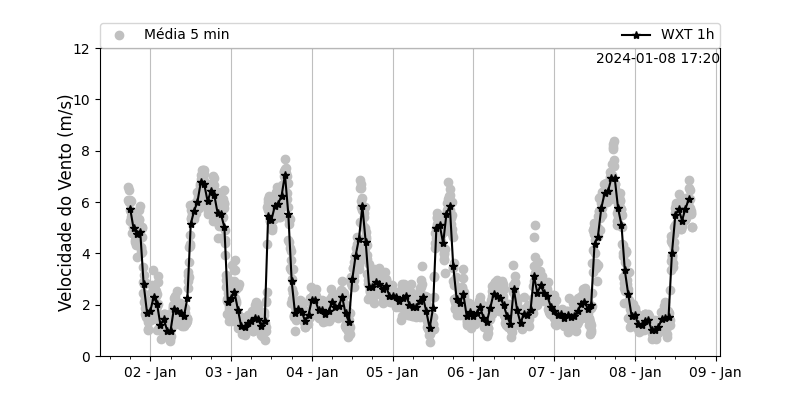 Média 5 min
WXT 1h
2024-01-08 17:20
Velocidade do Vento (m/s)
12
10
8
6
4
2
0
02 - Jan
03 - Jan
04 - Jan
05 - Jan
06 - Jan
07 - Jan
08 - Jan
09 - Jan